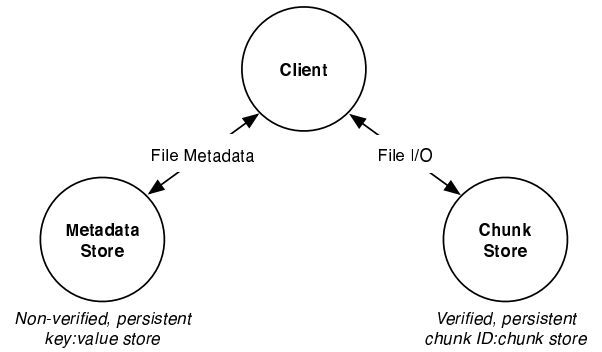 Client
File Metadata
File I/O
Metadata
Store
Chunk
Store
Non-verified, persistent
key:value store
Verified, persistent
chunk ID:chunk store